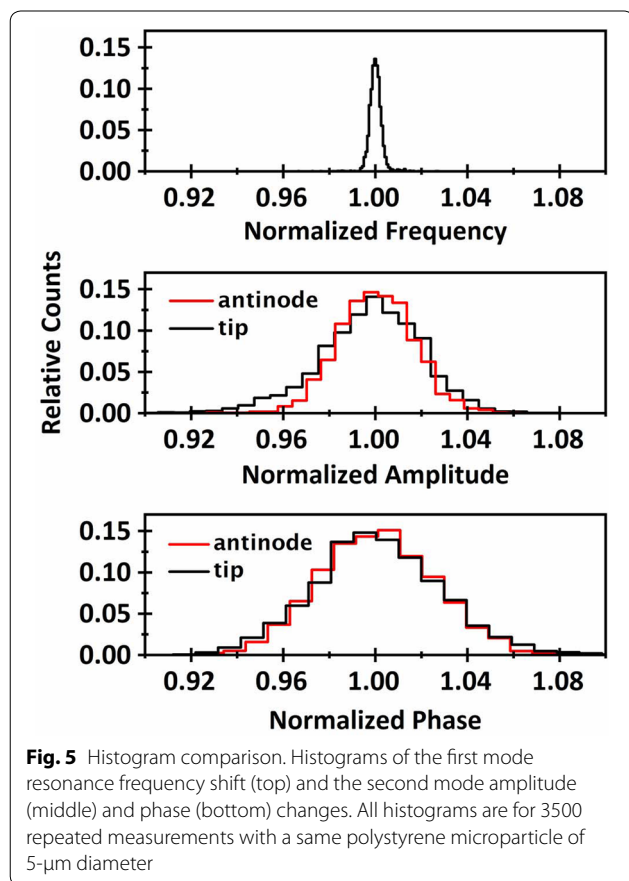 0.15
0.10
0.05
0.00
0.92 0.96 1.00 1.04 1.08
Normalized Frequency
Relative Counts
0.15
0.10
0.05
0.00
antinode
tip
0.92 0.96 1.00 1.04 1.08
Normalized Amplitude
0.15
0.10
0.05
0.00
antinode
tip
0.92 0.96 1.00 1.04 1.08
Normalized Phase
Fig. 5 Histogram comparison. Histograms of the first mode
resonance frequency shift (top) and the second mode amplitude
(middle) and phase (bottom) changes. All histograms are for 3500
repeated measurements with a same polystyrene microparticle of
5-μm diameter